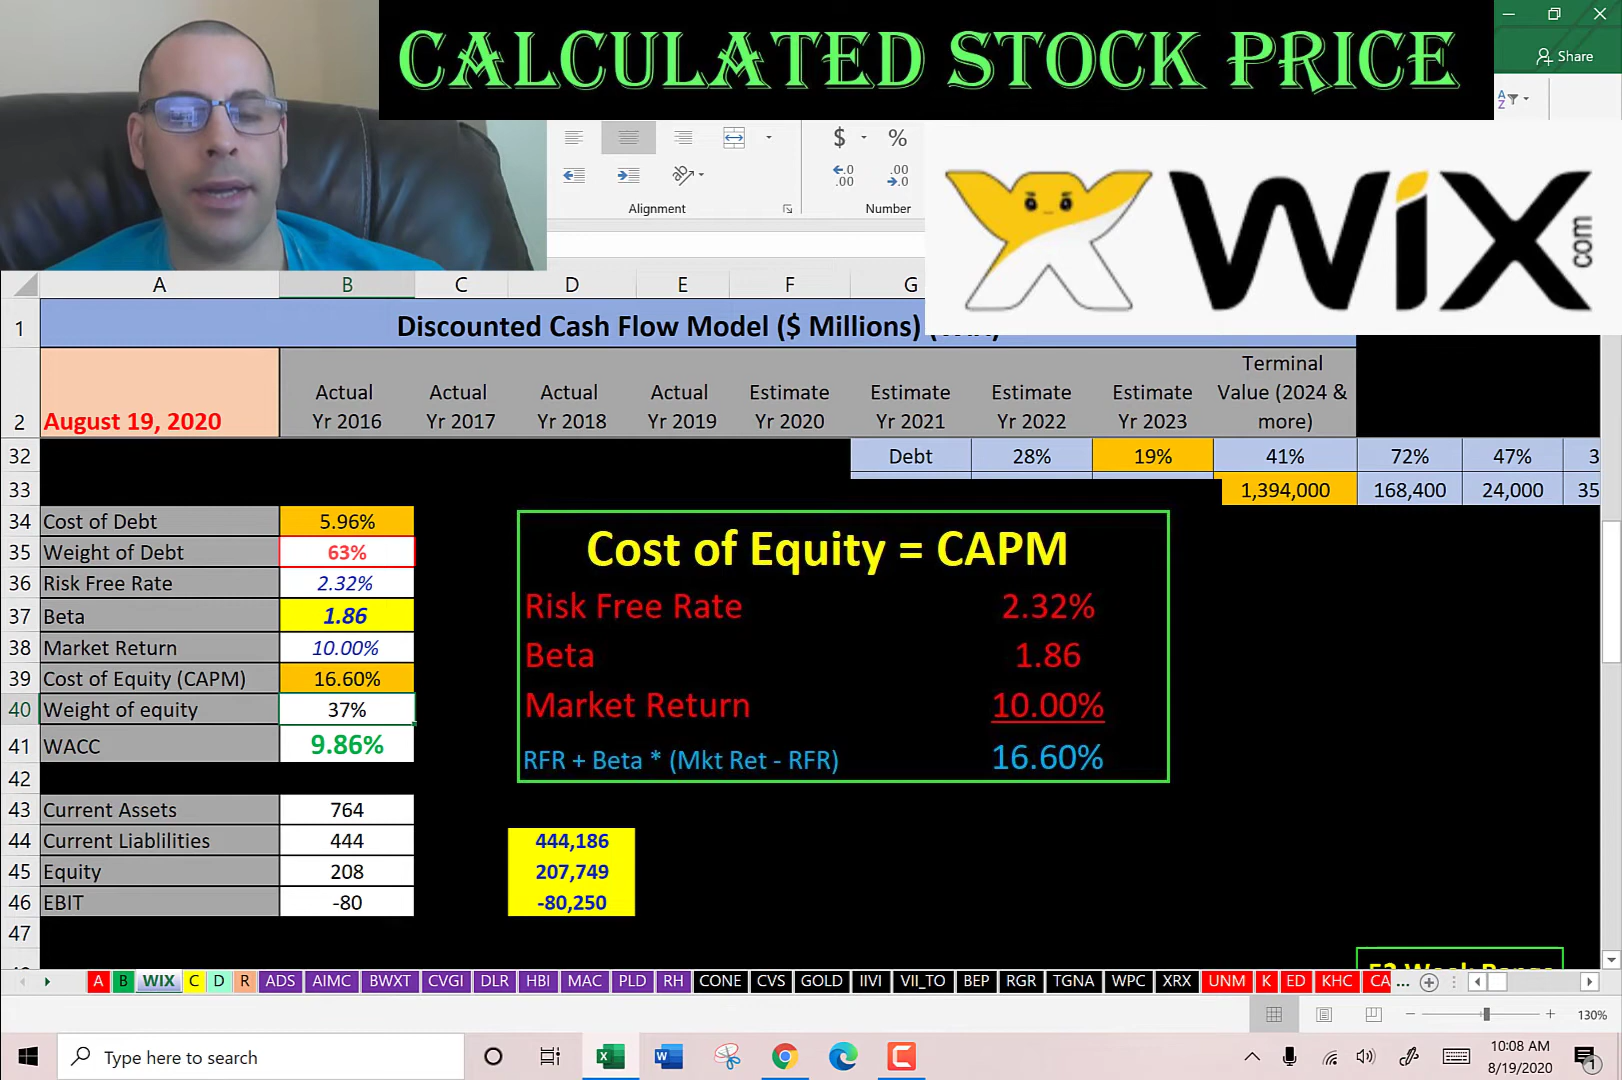 CALCULATED STOCK PRICE
Share
Alignment
Number
WiX.com
A B C D E F G
1 Discounted Cash Flow Model ($ Millions)
2 August 19, 2020
Actual Yr 2016
Actual Yr 2017
Actual Yr 2018
Actual Yr 2019
Estimate Yr 2020
Estimate Yr 2021
Estimate Yr 2022
Estimate Yr 2023
Terminal Value (2024 & more)
32 Debt 28% 19% 41% 72% 47% 3
33 1,394,000 168,400 24,000 35
34 Cost of Debt 5.96%
35 Weight of Debt 63%
36 Risk Free Rate 2.32%
37 Beta 1.86
38 Market Return 10.00%
39 Cost of Equity (CAPM) 16.60%
40 Weight of equity 37%
41 WACC 9.86%
42
Cost of Equity = CAPM
Risk Free Rate 2.32%
Beta 1.86
Market Return 10.00%
RFR + Beta * (Mkt Ret - RFR) 16.60%
43 Current Assets 764
44 Current Liablilities 444 444,186
45 Equity 208 207,749
46 EBIT -80 -80,250
47
A B WIX C D R ADS AIMC BWXT CVGI DLR HBI MAC PLD RH CONE CVS GOLD IIVI VII_TO BEP RGR TGNA WPC XRX UNM K ED KHC CA ...
130%
Type here to search
10:08 AM
8/19/2020